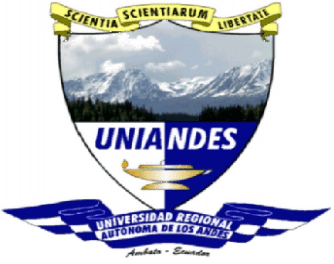 SCIENTIA SCIENTIARUM LIBERTATE
UNIANDES
UNIVERSIDAD REGIONAL
AUTÓNOMA DE LOS ANDES
Ambato - Ecuador